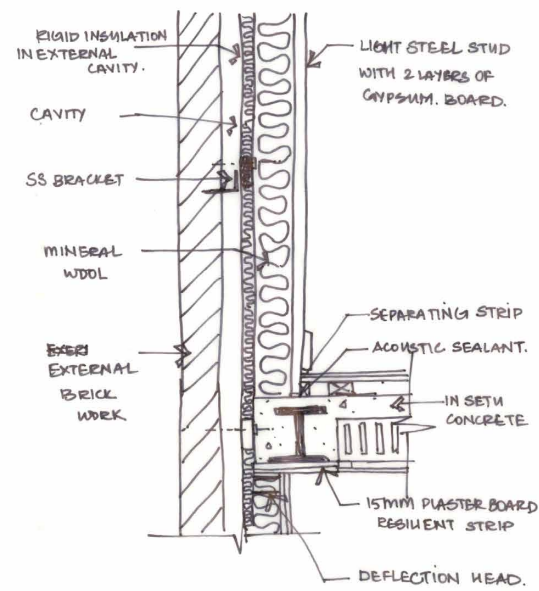 RIGID INSULATION
IN EXTERNAL
CAVITY.
CAVITY
SS BRACKET
MINERAL
WOOL
EXERI
EXTERNAL
BRICK
WORK
LIGHT STEEL STUD
WITH 2 LAYERS OF
GYPSUM. BOARD.
SEPARATING STRIP
ACOUSTIC SEALANT.
IN SETU
CONCRETE
15MM PLASTER BOARD
RESILIENT STRIP
DEFLECTION HEAD.